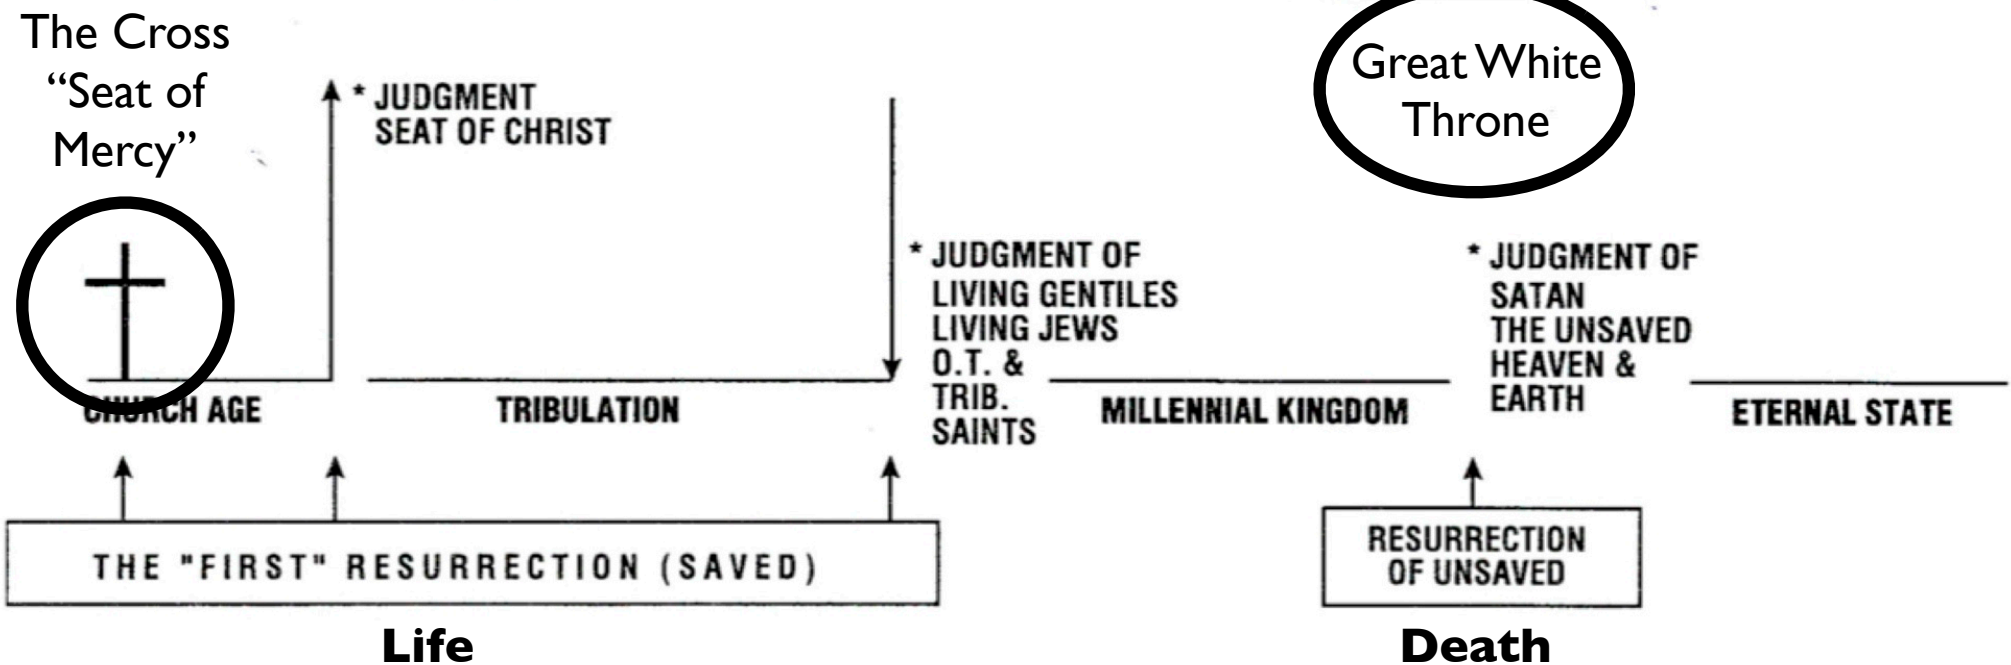 The Cross
“Seat of
Mercy”
* JUDGMENT
SEAT OF CHRIST
Great White
Throne
* JUDGMENT OF
LIVING GENTILES
LIVING JEWS
O.T. &
TRIB.
SAINTS
* JUDGMENT OF
SATAN
THE UNSAVED
HEAVEN &
EARTH
CHURCH AGE
TRIBULATION
MILLENNIAL KINGDOM
ETERNAL STATE
THE "FIRST" RESURRECTION (SAVED)
RESURRECTION
OF UNSAVED
Life
Death